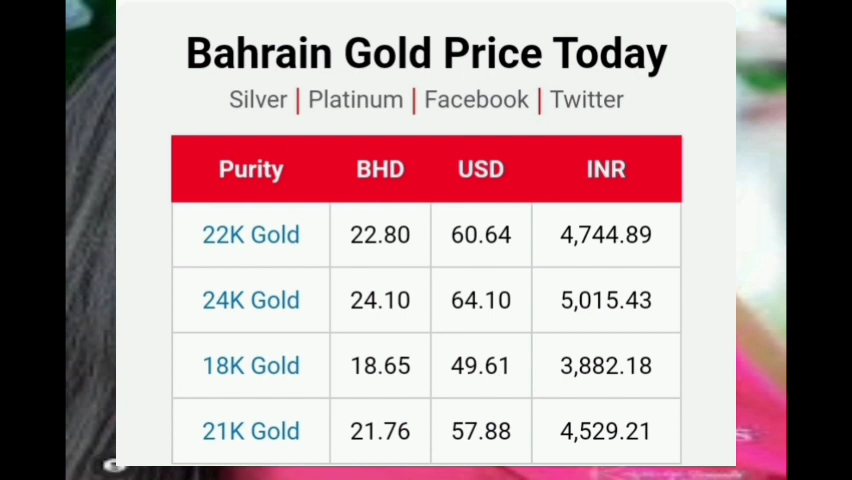 Bahrain Gold Price Today
Silver | Platinum | Facebook | Twitter
Purity BHD USD INR
22K Gold 22.80 60.64 4,744.89
24K Gold 24.10 64.10 5,015.43
18K Gold 18.65 49.61 3,882.18
21K Gold 21.76 57.88 4,529.21